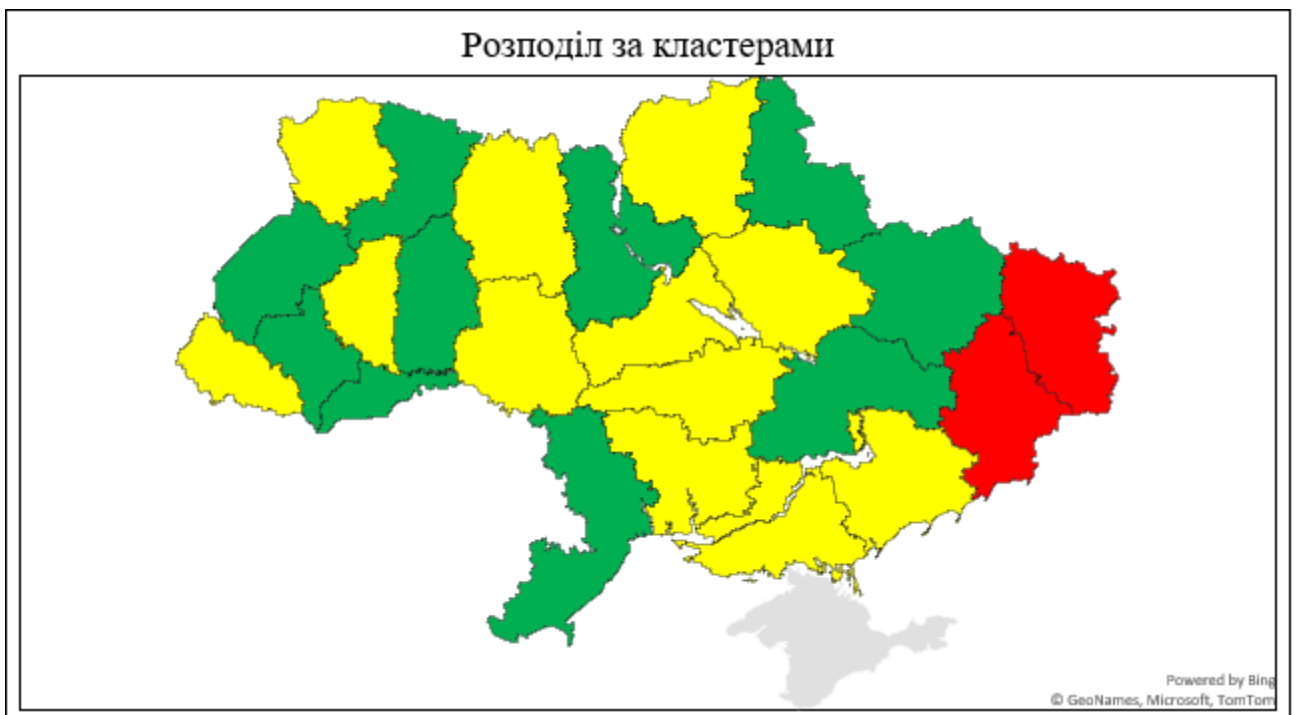 Розподіл за кластерами
Powered by Bing
© GeoNames, Microsoft, TomTom